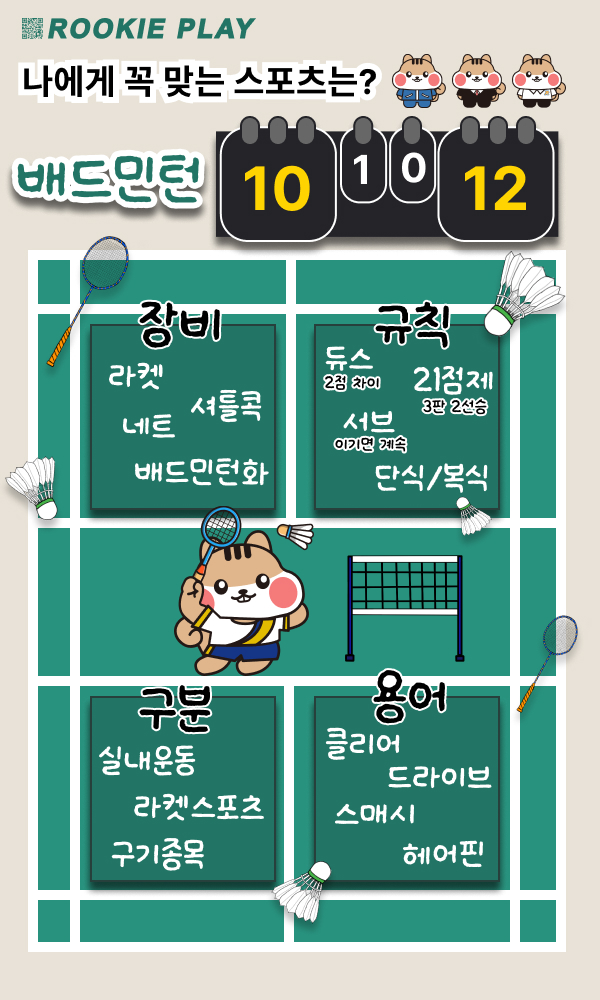 ROOKIE PLAY
나에게 꼭 맞는 스포츠는?
배드민턴
10 1 0 12
장비
라켓
셔틀콕
네트
배드민턴화
규칙
듀스
2점 차이
21점제
3판 2선승
서브
이기면 계속
단식/복식
구분
실내운동
라켓스포츠
구기종목
용어
클리어
드라이브
스매시
헤어핀